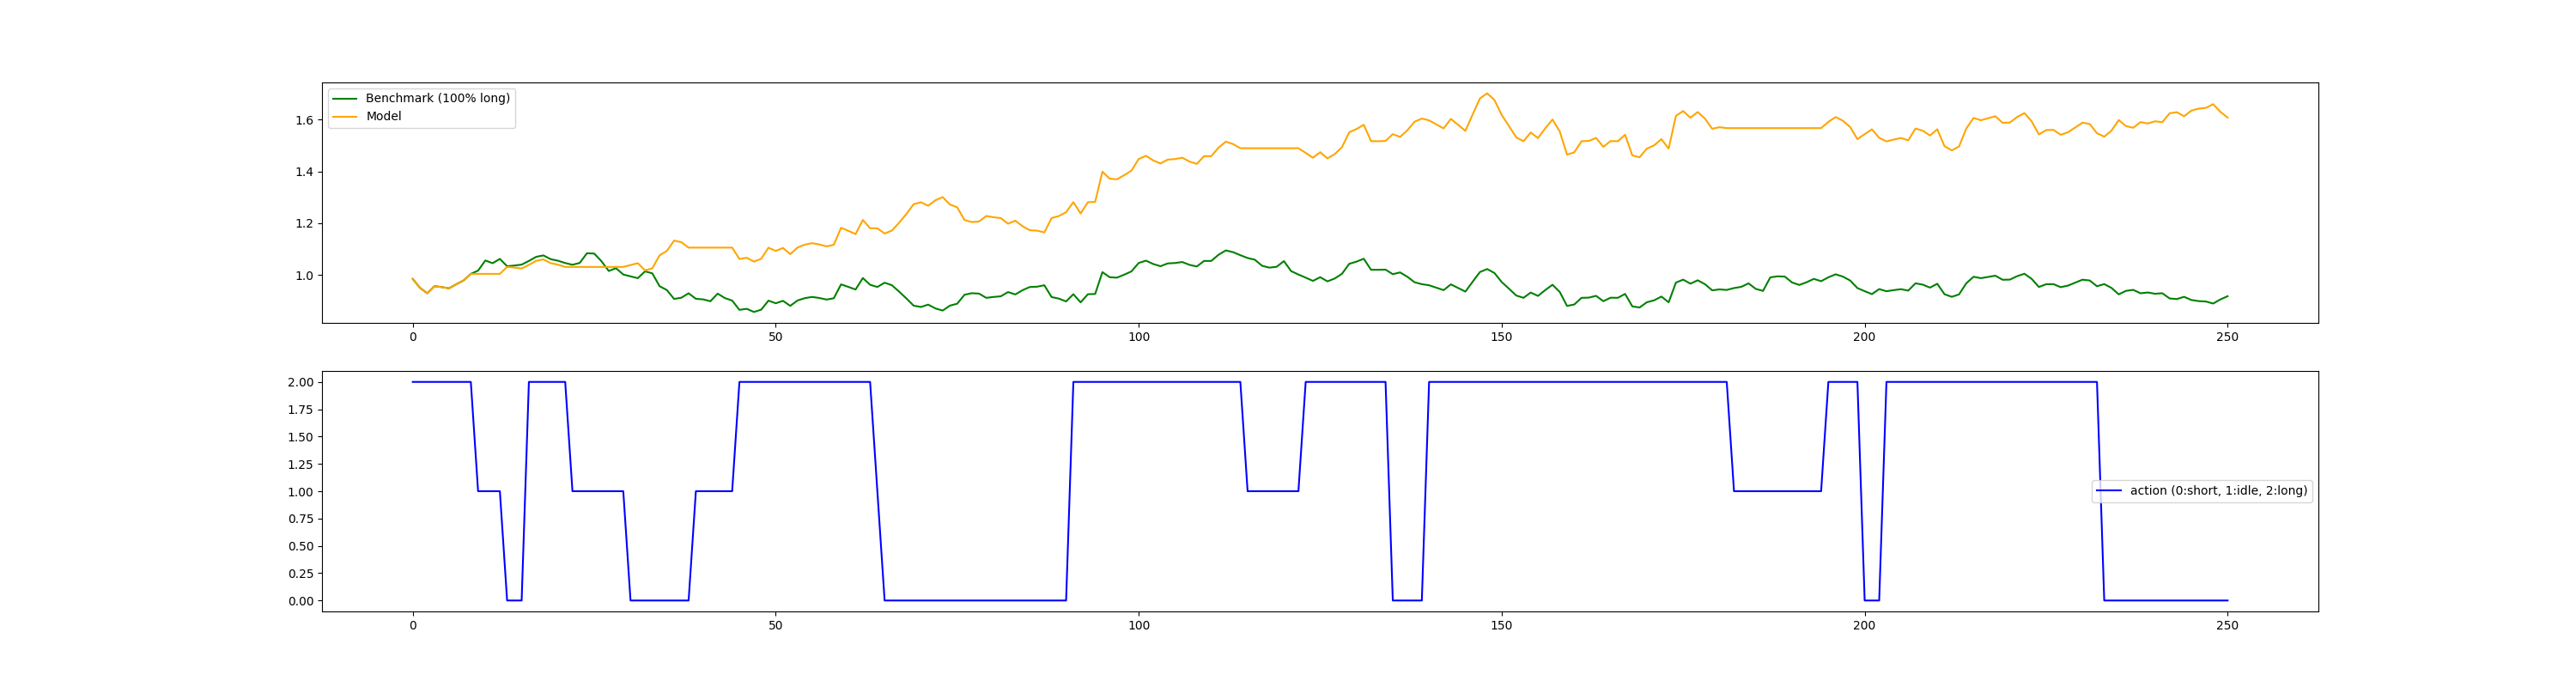 Benchmark (100% long)
Model
1.6
1.4
1.2
1.0
0 50 100 150 200 250
2.00
1.75
1.50
1.25
1.00
0.75
0.50
0.25
0.00
action (0:short, 1:idle, 2:long)
0 50 100 150 200 250